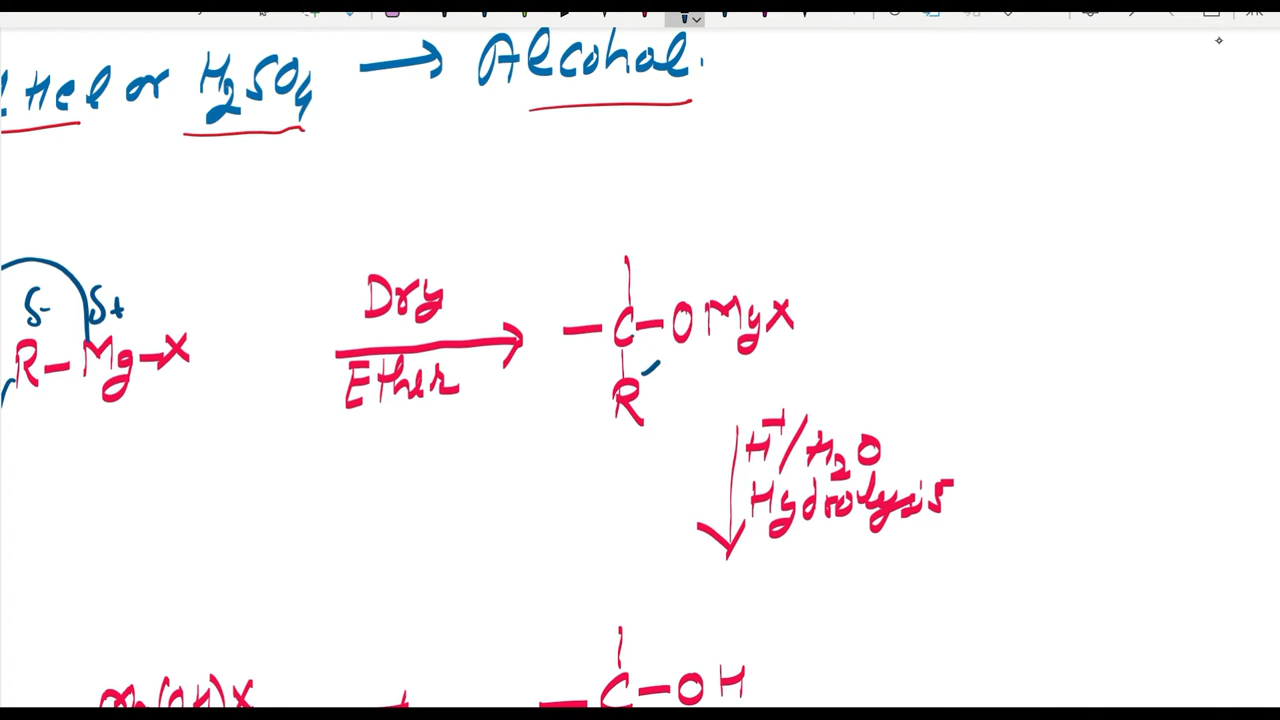 HCl or H2SO4 → Alcohol.
δ- δ+
R-Mg-X
Dry
Ether
-C-OMgX
R
H+/H2O
Hydrolysis
Mg(OH)X + -C-OH